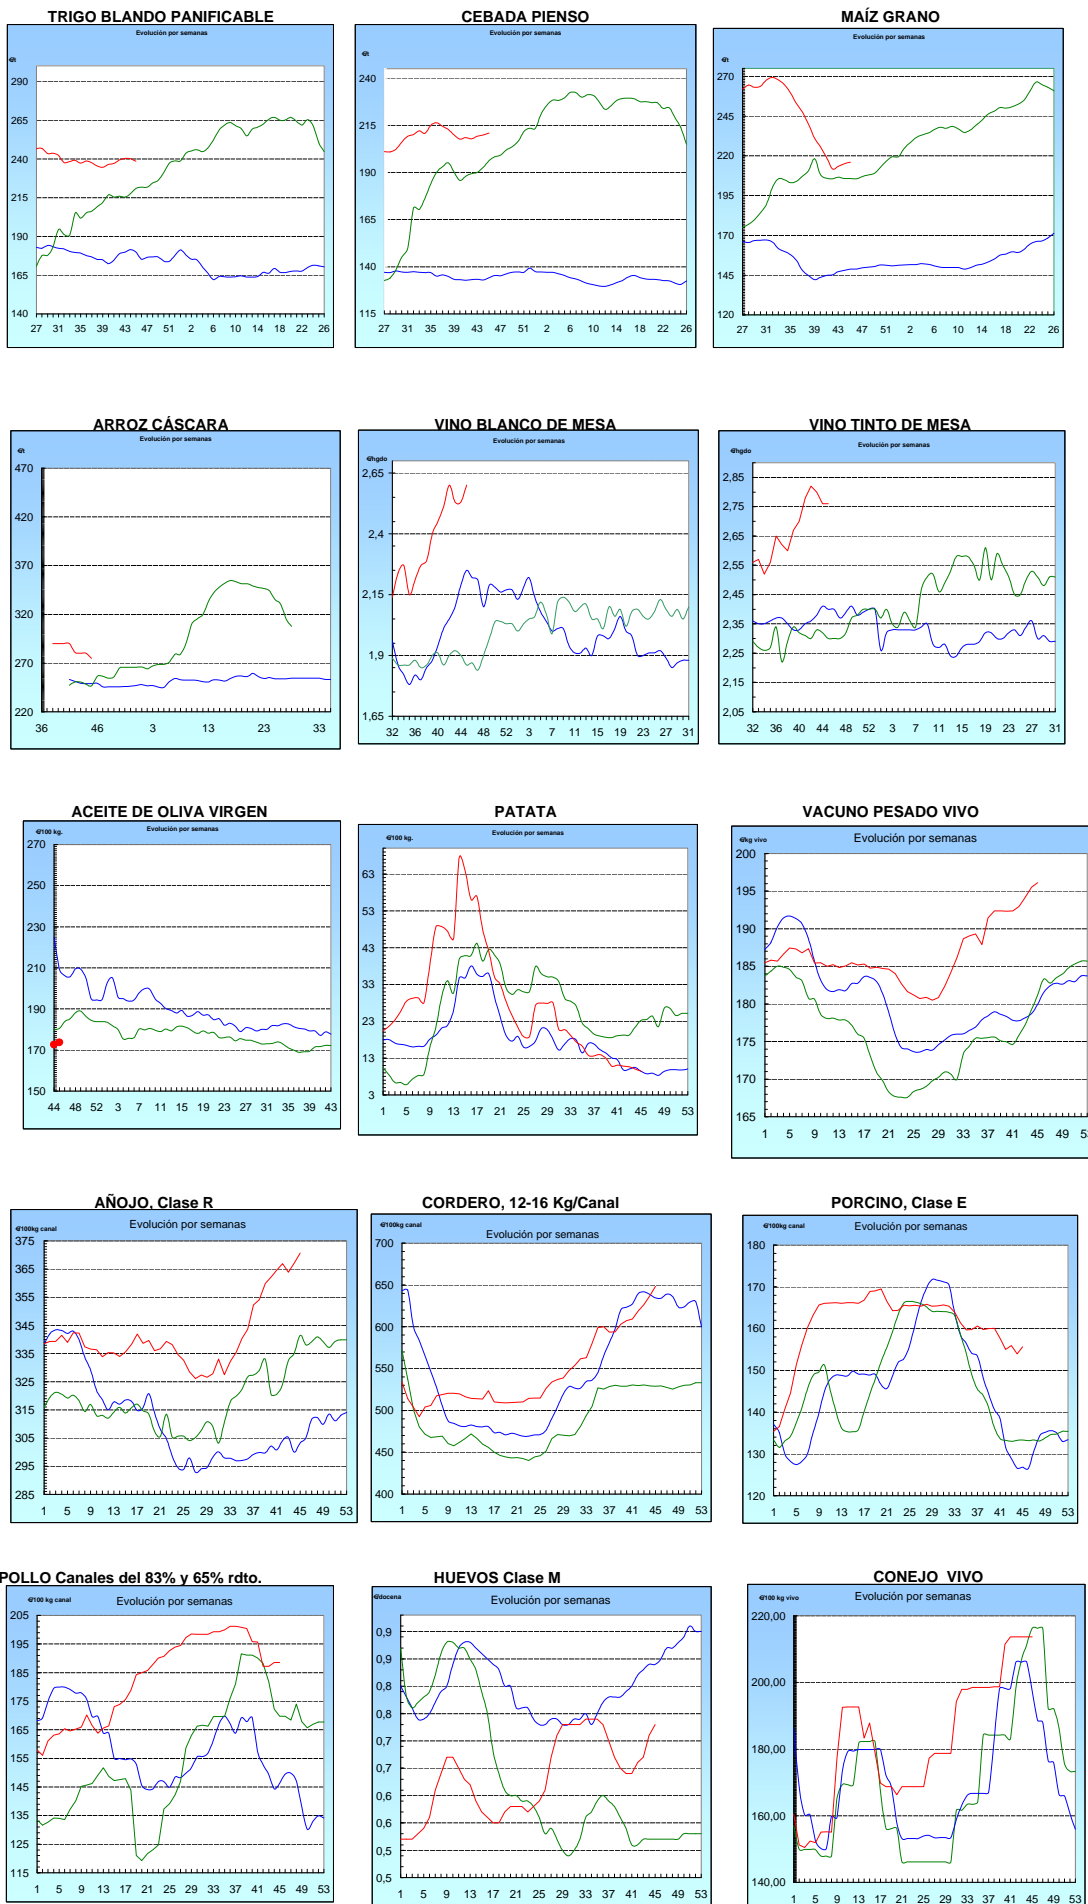 TRIGO BLANDO PANIFICABLE
Evolución por semanas
€/t
290
265
240
215
190
165
140
27 31 35 39 43 47 51 2 6 10 14 18 22 26
CEBADA PIENSO
Evolución por semanas
€/t
240
215
190
165
140
115
27 31 35 39 43 47 51 2 6 10 14 18 22 26
MAÍZ GRANO
Evolución por semanas
€/t
270
245
220
195
170
145
120
27 31 35 39 43 47 51 2 6 10 14 18 22 26
ARROZ CÁSCARA
Evolución por semanas
€/t
470
420
370
320
270
220
36 46 3 13 23 33
VINO BLANCO DE MESA
Evolución por semanas
€/hgdo
2,65
2,4
2,15
1,9
1,65
32 36 40 44 48 52 3 7 11 15 19 23 27 31
VINO TINTO DE MESA
Evolución por semanas
€/hgdo
2,85
2,75
2,65
2,55
2,45
2,35
2,25
2,15
2,05
32 36 40 44 48 52 3 7 11 15 19 23 27 31
ACEITE DE OLIVA VIRGEN
Evolución por semanas
€/100 kg.
270
250
230
210
190
170
150
44 48 52 3 7 11 15 19 23 27 31 35 39 43
PATATA
Evolución por semanas
€/100 kg.
63
53
43
33
23
13
3
1 5 9 13 17 21 25 29 33 37 41 45 49 53
VACUNO PESADO VIVO
Evolución por semanas
€/kg vivo
200
195
190
185
180
175
170
165
1 5 9 13 17 21 25 29 33 37 41 45 49 53
AÑOJO, Clase R
Evolución por semanas
€/100kg canal
375
365
355
345
335
325
315
305
295
285
1 5 9 13 17 21 25 29 33 37 41 45 49 53
CORDERO, 12-16 Kg/Canal
Evolución por semanas
€/100kg canal
700
650
600
550
500
450
400
1 5 9 13 17 21 25 29 33 37 41 45 49 53
PORCINO, Clase E
Evolución por semanas
€/100kg canal
180
170
160
150
140
130
120
1 5 9 13 17 21 25 29 33 37 41 45 49 53
POLLO Canales del 83% y 65% rdto.
Evolución por semanas
€/100 kg canal
205
195
185
175
165
155
145
135
125
115
1 5 9 13 17 21 25 29 33 37 41 45 49 53
HUEVOS Clase M
Evolución por semanas
€/docena
0,9
0,9
0,8
0,8
0,7
0,7
0,6
0,6
0,5
0,5
1 5 9 13 17 21 25 29 33 37 41 45 49 53
CONEJO VIVO
Evolución por semanas
€/100 kg vivo
220,00
200,00
180,00
160,00
140,00
1 5 9 13 17 21 25 29 33 37 41 45 49 53